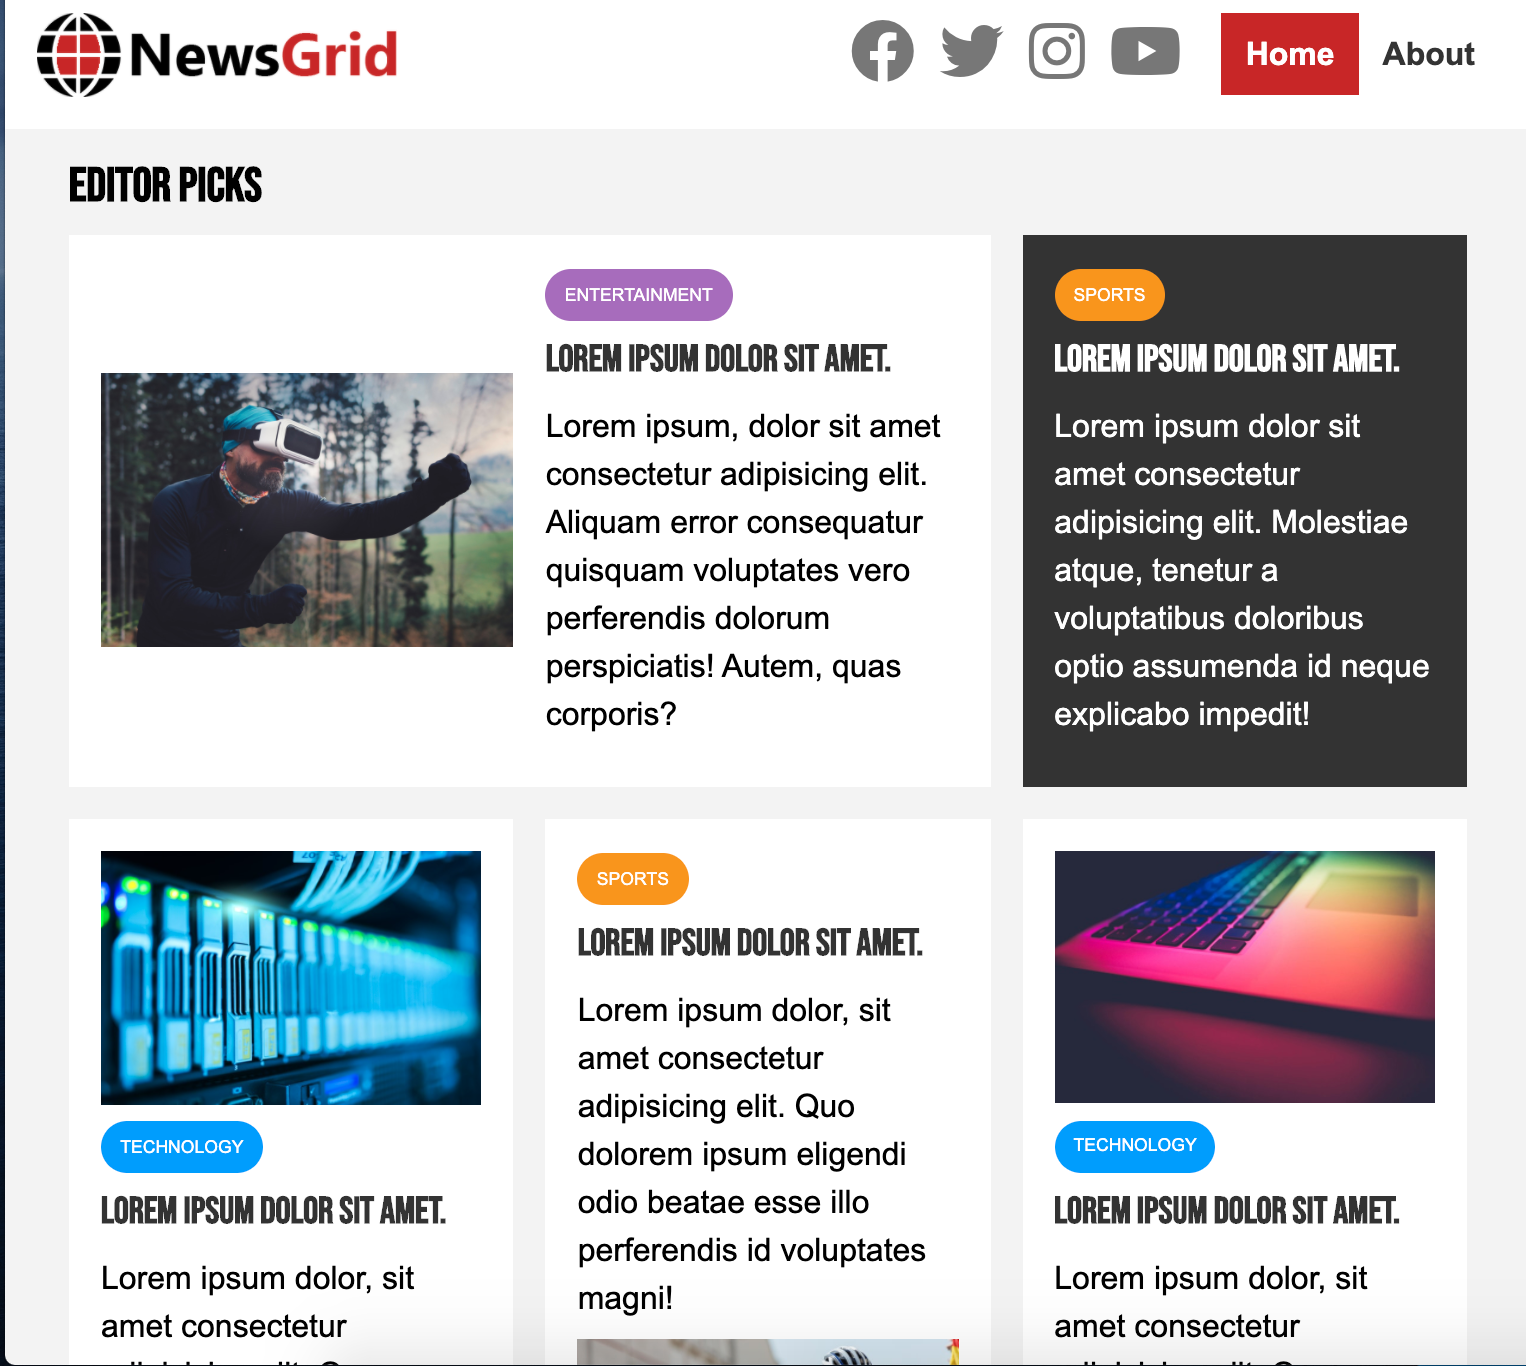 NewsGrid
Home
About
EDITOR PICKS
ENTERTAINMENT
LOREM IPSUM DOLOR SIT AMET.
Lorem ipsum, dolor sit amet
consectetur adipisicing elit.
Aliquam error consequatur
quisquam voluptates vero
perferendis dolorum
perspiciatis! Autem, quas
corporis?
SPORTS
LOREM IPSUM DOLOR SIT AMET.
Lorem ipsum dolor sit
amet consectetur
adipisicing elit. Molestiae
atque, tenetur a
voluptatibus doloribus
optio assumenda id neque
explicabo impedit!
TECHNOLOGY
LOREM IPSUM DOLOR SIT AMET.
Lorem ipsum dolor, sit
amet consectetur
SPORTS
LOREM IPSUM DOLOR SIT AMET.
Lorem ipsum dolor, sit
amet consectetur
adipisicing elit. Quo
dolorem ipsum eligendi
odio beatae esse illo
perferendis id voluptates
magni!
TECHNOLOGY
LOREM IPSUM DOLOR SIT AMET.
Lorem ipsum dolor, sit
amet consectetur